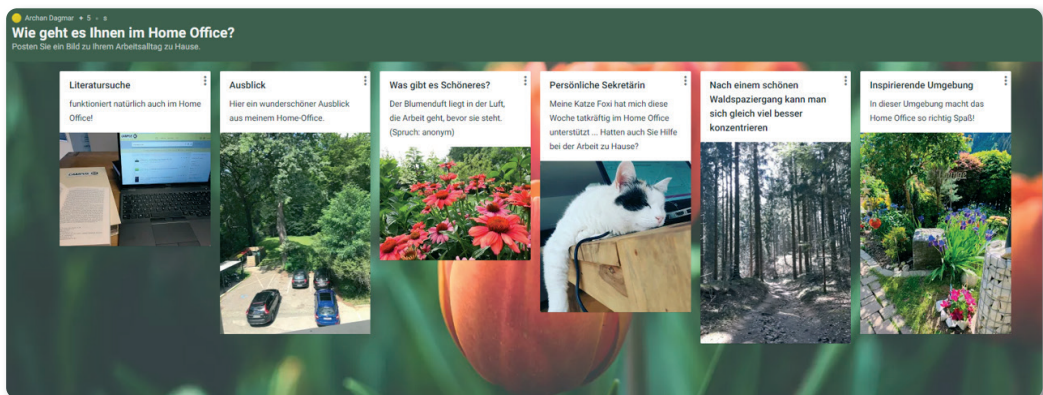 Archan Dagmar + 5
Wie geht es Ihnen im Home Office?
Posten Sie ein Bild zu Ihrem Arbeitsalltag zu Hause.
Literatursuche
funktioniert natürlich auch im Home
Office!
Ausblick
Hier ein wunderschöner Ausblick
aus meinem Home-Office.
Was gibt es Schöneres?
Der Blumenduft liegt in der Luft,
die Arbeit geht, bevor sie steht.
(Spruch: anonym)
Persönliche Sekretärin
Meine Katze Foxi hat mich diese
Woche tatkräftig im Home Office
unterstützt ... Hatten auch Sie Hilfe
bei der Arbeit zu Hause?
Nach einem schönen
Waldspaziergang kann man
sich gleich viel besser
konzentrieren
Inspirierende Umgebung
In dieser Umgebung macht das
Home Office so richtig Spaß!